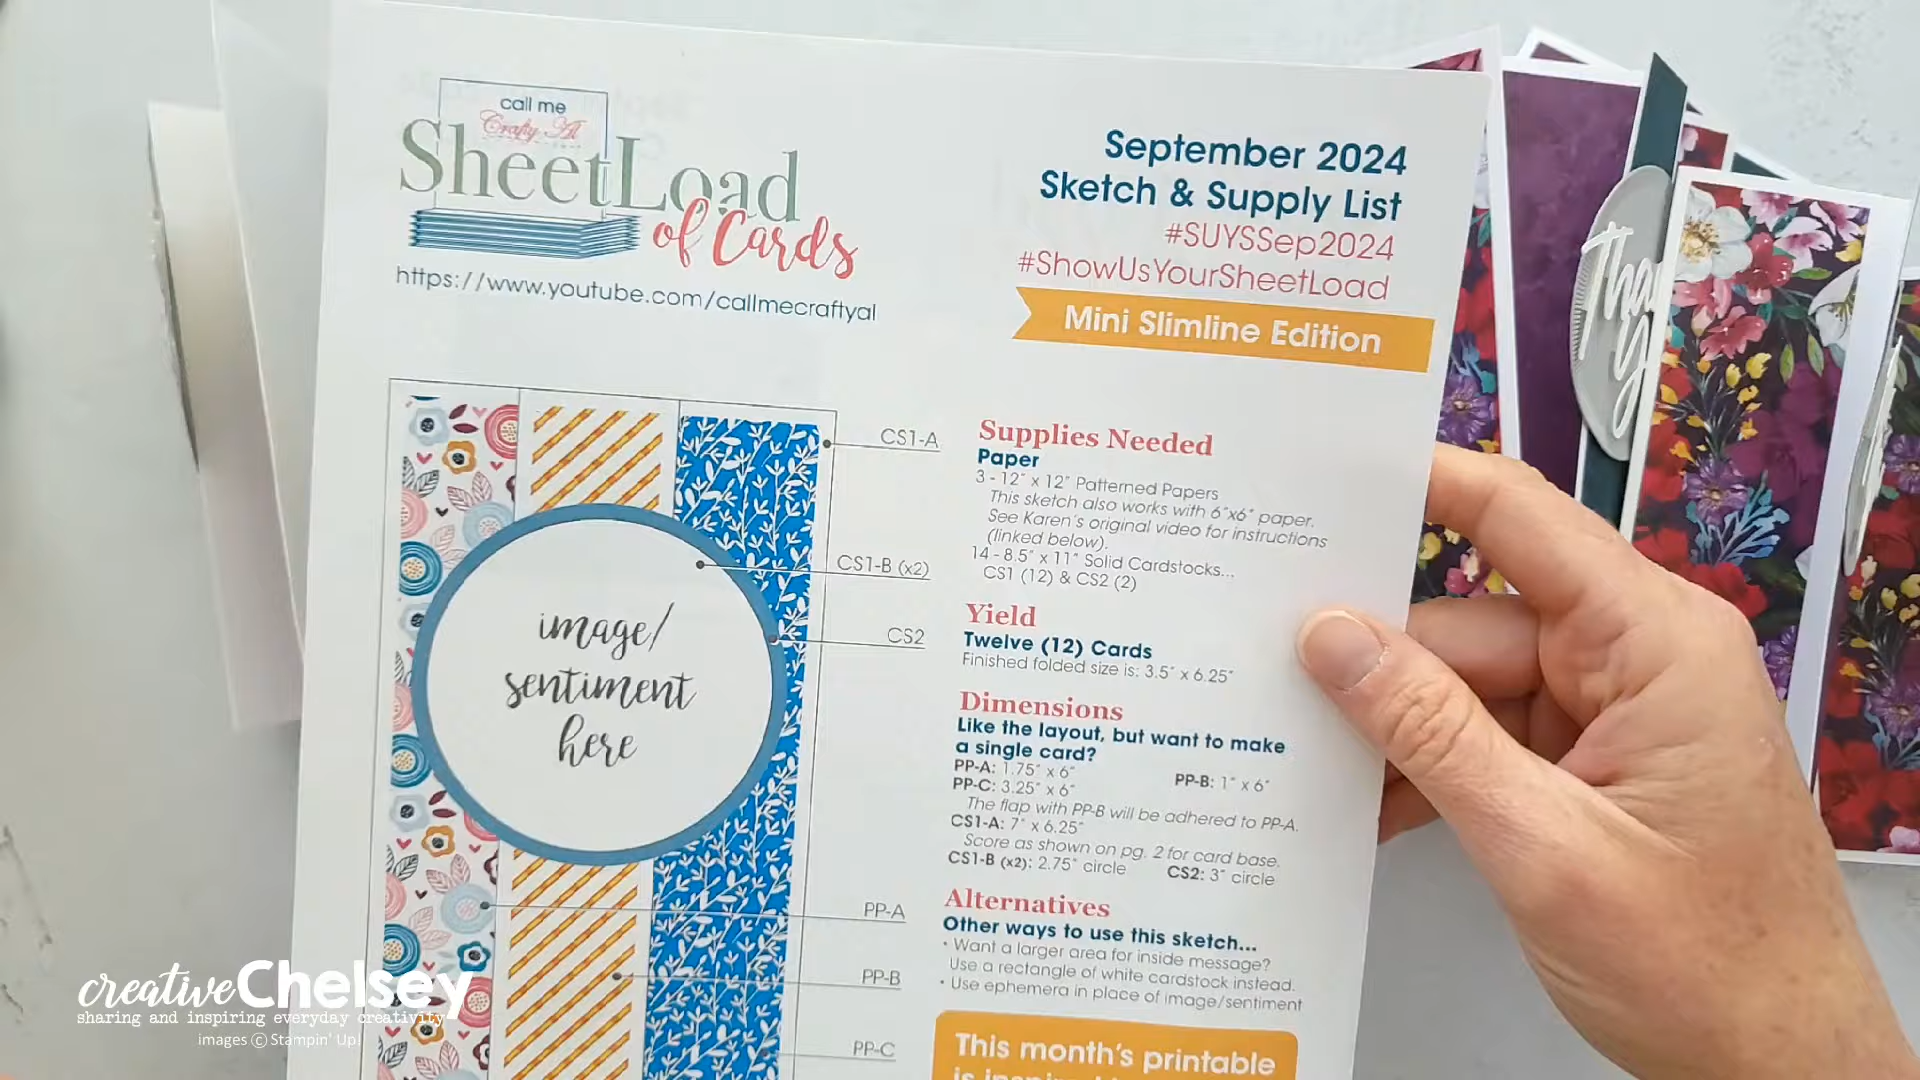 call me
Crafty Al
SheetLoad
of Cards
https://www.youtube.com/callmecraftyal
September 2024
Sketch & Supply List
#SUYSSep2024
#ShowUsYourSheetLoad
Mini Slimline Edition
CS1-A
CS1-B (x2)
CS2
image/
sentiment
here
PP-A
PP-B
PP-C
Supplies Needed
Paper
3 - 12" x 12" Patterned Papers
This sketch also works with 6"x6" paper.
See Karen's original video for instructions
(linked below).
14 - 8.5" x 11" Solid Cardstocks...
CS1 (12) & CS2 (2)
Yield
Twelve (12) Cards
Finished folded size is: 3.5" x 6.25"
Dimensions
Like the layout, but want to make
a single card?
PP-A: 1.75" x 6" PP-B: 1" x 6"
PP-C: 3.25" x 6"
The flap with PP-B will be adhered to PP-A.
CS1-A: 7" x 6.25"
Score as shown on pg. 2 for card base.
CS1-B (x2): 2.75" circle CS2: 3" circle
Alternatives
Other ways to use this sketch...
• Want a larger area for inside message?
Use a rectangle of white cardstock instead.
• Use ephemera in place of image/sentiment
This month's printable
creativeChelsey
sharing and inspiring everyday creativity
images © Stampin' Up!